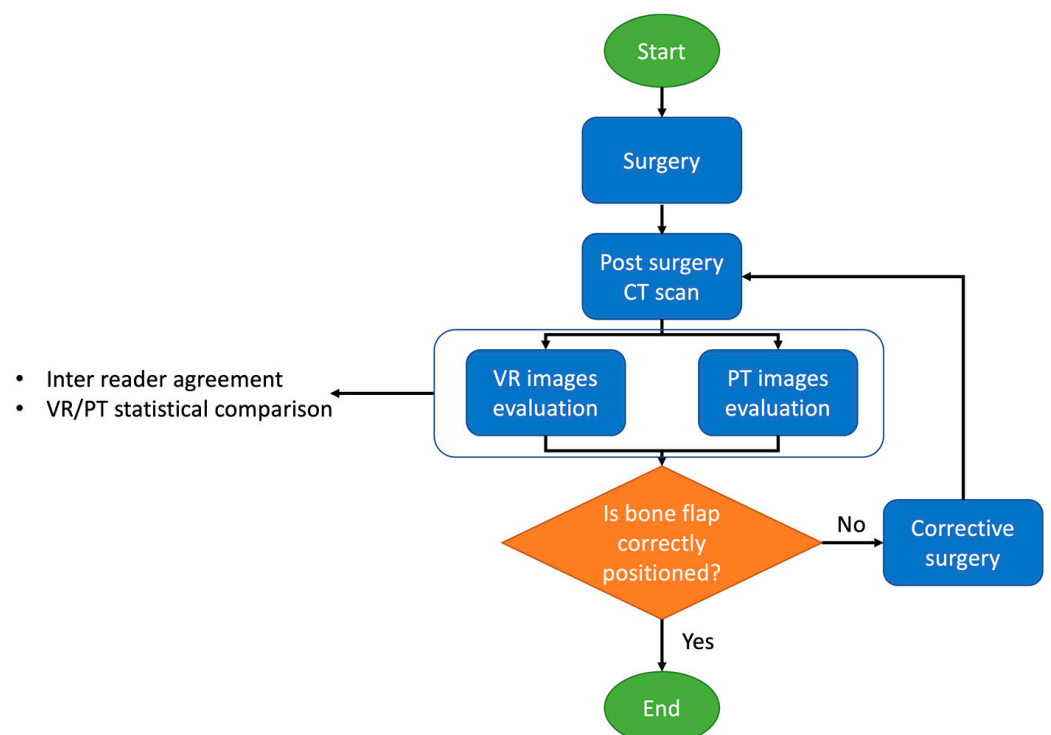 Start
Surgery
Post surgery
CT scan
VR images
evaluation
PT images
evaluation
• Inter reader agreement
• VR/PT statistical comparison
Is bone flap
correctly
positioned?
No
Corrective
surgery
Yes
End